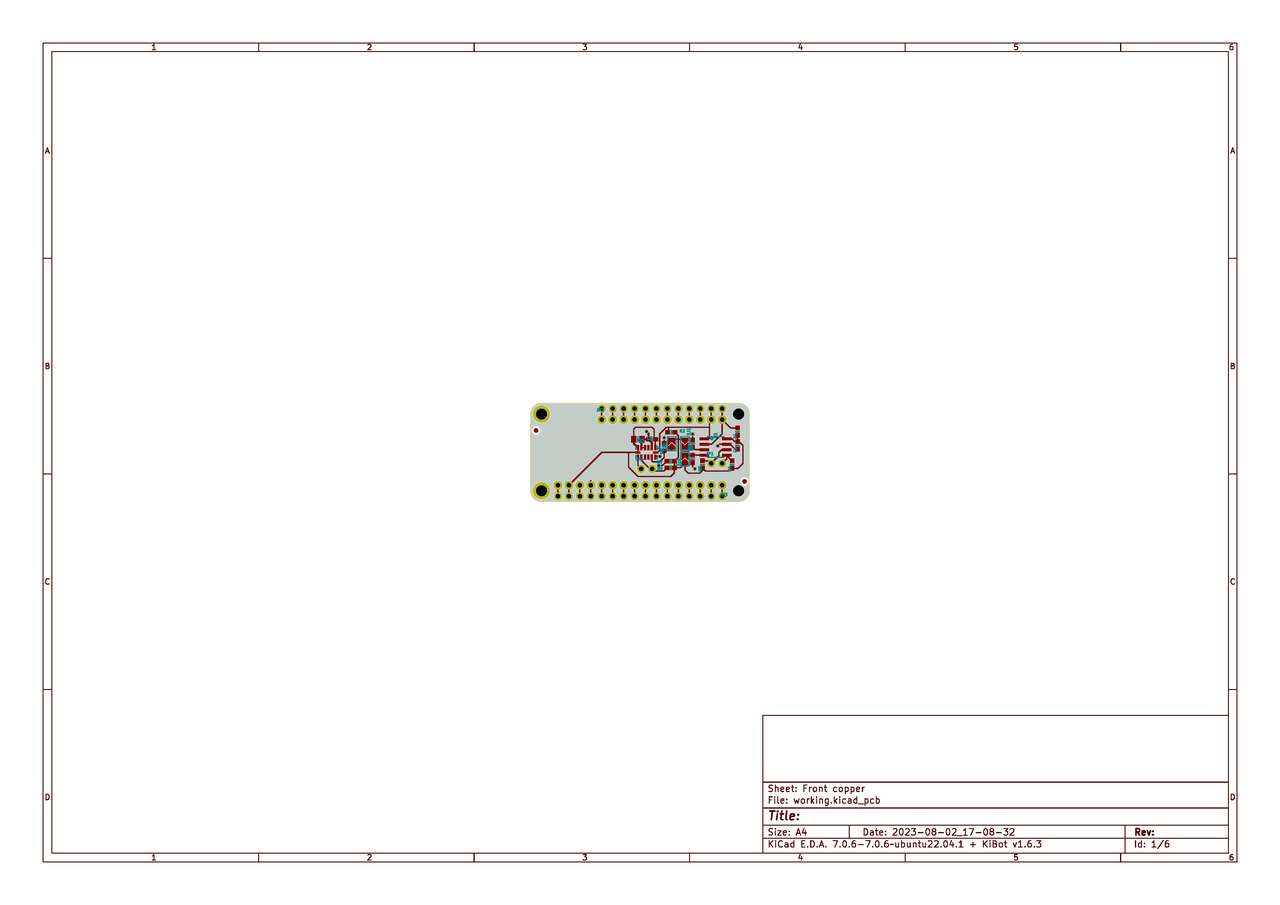 1 2 3 4 5 6
A A
B B
C C
D D
Sheet: Front copper
File: working.kicad_pcb
Title:
Size: A4 Date: 2023-08-02_17-08-32 Rev:
KiCad E.D.A. 7.0.6-7.0.6~ubuntu22.04.1 + KiBot v1.6.3 Id: 1/6
1 2 3 4 5 6